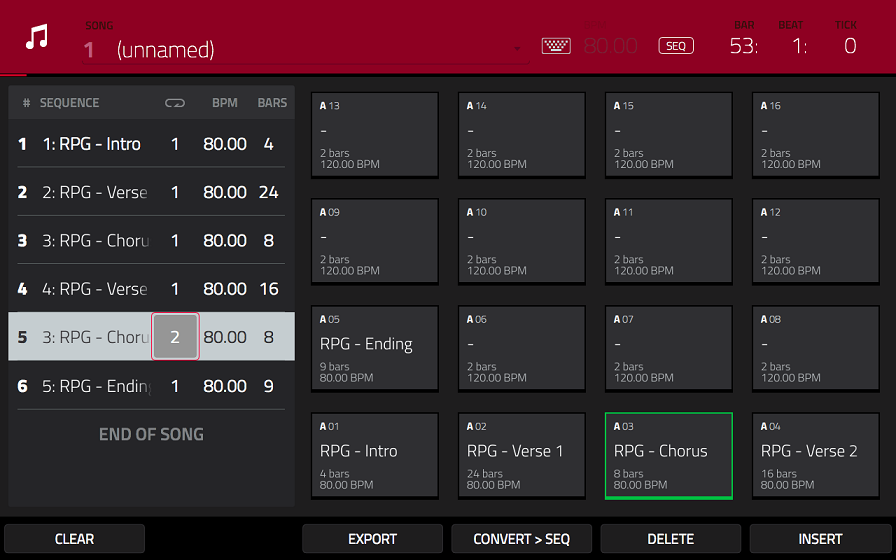 SONG
1 (unnamed)
80.00 SEQ
BAR BEAT TICK
53: 1: 0
# SEQUENCE BPM BARS
1 1: RPG - Intro 1 80.00 4
2 2: RPG - Verse 1 80.00 24
3 3: RPG - Choru 1 80.00 8
4 4: RPG - Verse 1 80.00 16
5 3: RPG - Choru 2 80.00 8
6 5: RPG - Ending 1 80.00 9
END OF SONG
A 13
-
2 bars
120.00 BPM
A 14
-
2 bars
120.00 BPM
A 15
-
2 bars
120.00 BPM
A 16
-
2 bars
120.00 BPM
A 09
-
2 bars
120.00 BPM
A 10
-
2 bars
120.00 BPM
A 11
-
2 bars
120.00 BPM
A 12
-
2 bars
120.00 BPM
A 05
RPG - Ending
9 bars
80.00 BPM
A 06
-
2 bars
120.00 BPM
A 07
-
2 bars
120.00 BPM
A 08
-
2 bars
120.00 BPM
A 01
RPG - Intro
4 bars
80.00 BPM
A 02
RPG - Verse 1
24 bars
80.00 BPM
A 03
RPG - Chorus
8 bars
80.00 BPM
A 04
RPG - Verse 2
16 bars
80.00 BPM
CLEAR EXPORT CONVERT > SEQ DELETE INSERT